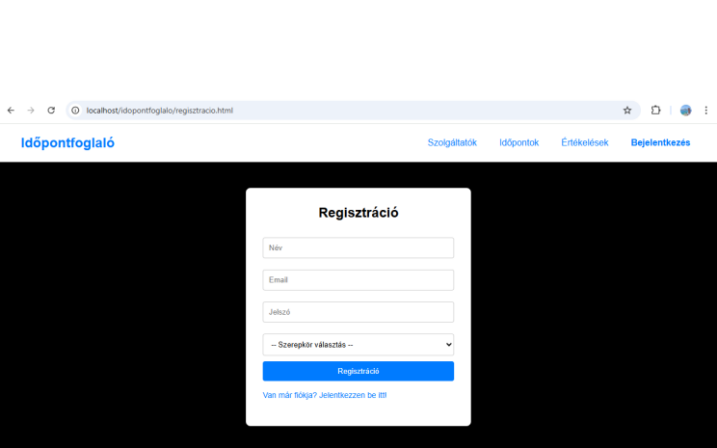 localhost/idopontfoglalo/regisztracio.html
Időpontfoglaló
Szolgáltatók Időpontok Értékelések Bejelentkezés
Regisztráció
Név
Email
Jelszó
-- Szerepkör választás --
Regisztráció
Van már fiókja? Jelentkezzen be itt!